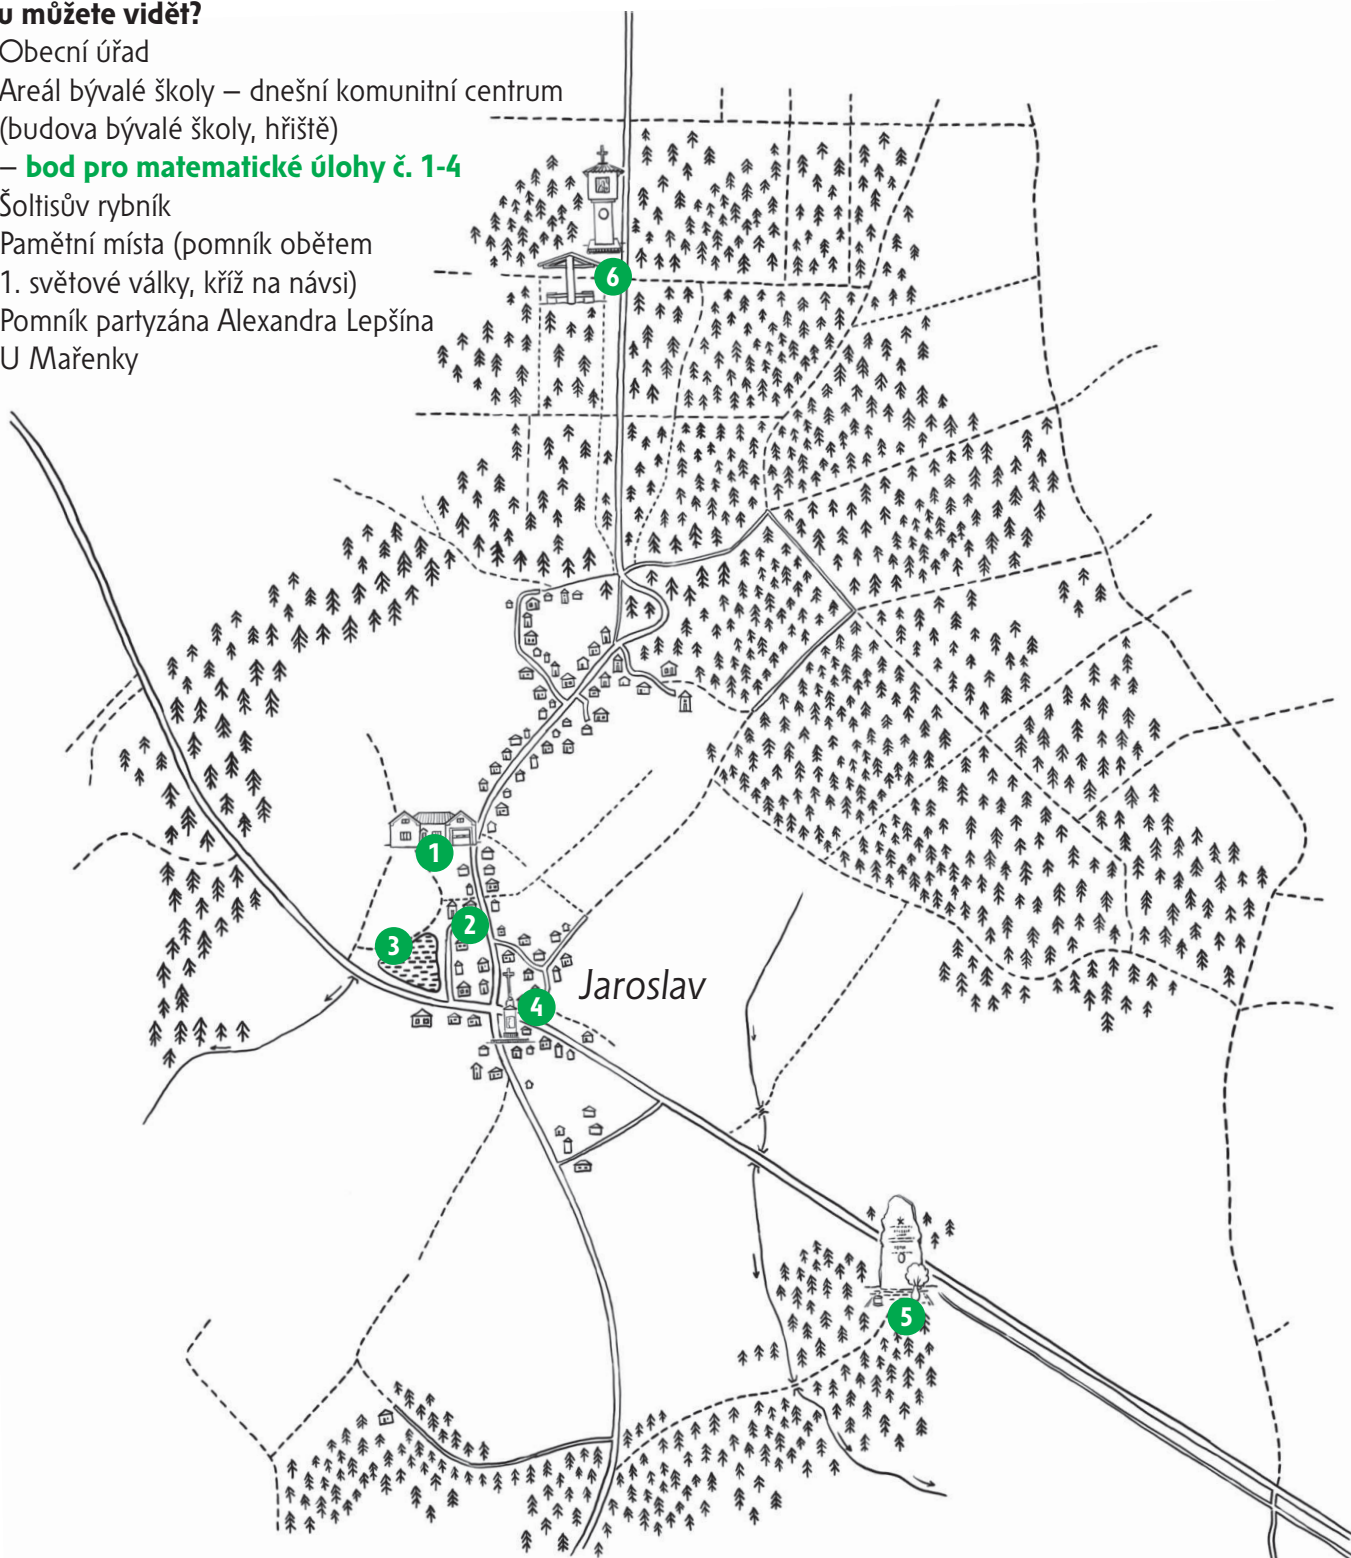 u můžete vidět?
Obecní úřad
Areál bývalé školy – dnešní komunitní centrum
(budova bývalé školy, hřiště)
– bod pro matematické úlohy č. 1-4
Šoltisův rybník
Pamětní místa (pomník obětem
1. světové války, kříž na návsi)
Pomník partyzána Alexandra Lepšína
U Mařenky
6
1
2
3
Jaroslav
4
5